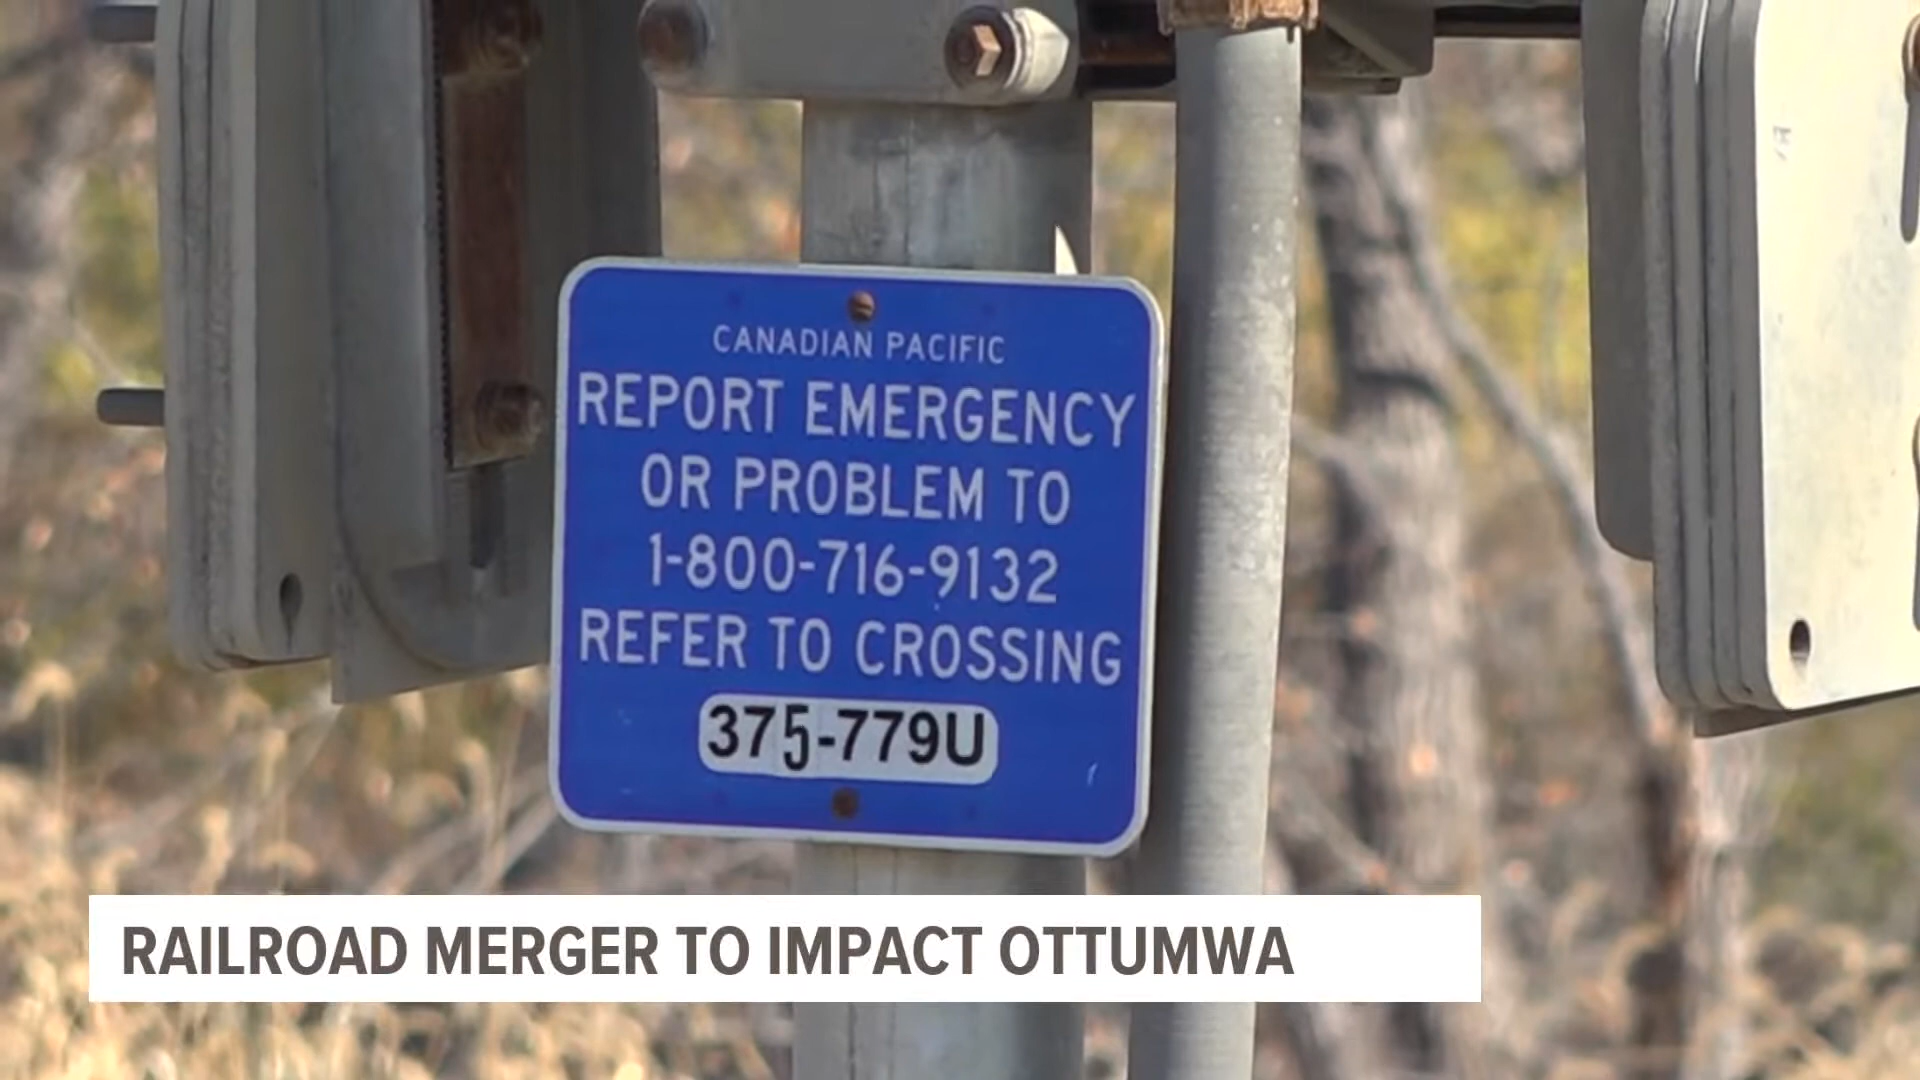 CANADIAN PACIFIC
REPORT EMERGENCY
OR PROBLEM TO
1-800-716-9132
REFER TO CROSSING
375-779U
RAILROAD MERGER TO IMPACT OTTUMWA